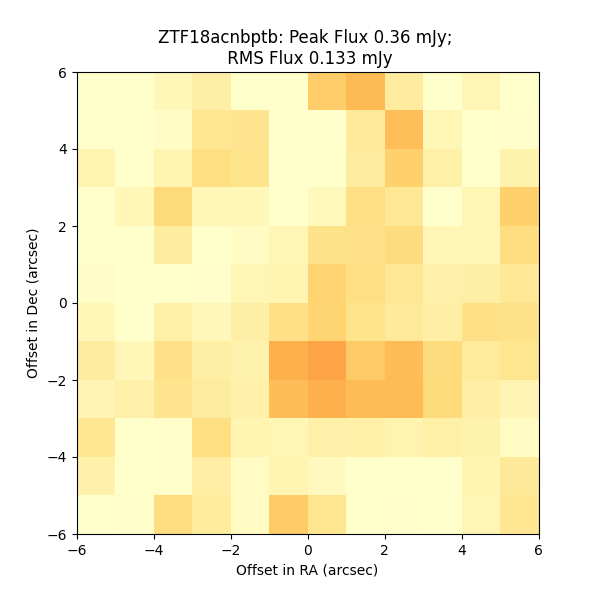 ZTF18acnbptb: Peak Flux 0.36 mJy;
RMS Flux 0.133 mJy
6
4
2
0
−2
−4
−6
Offset in Dec (arcsec)
−6 −4 −2 0 2 4 6
Offset in RA (arcsec)